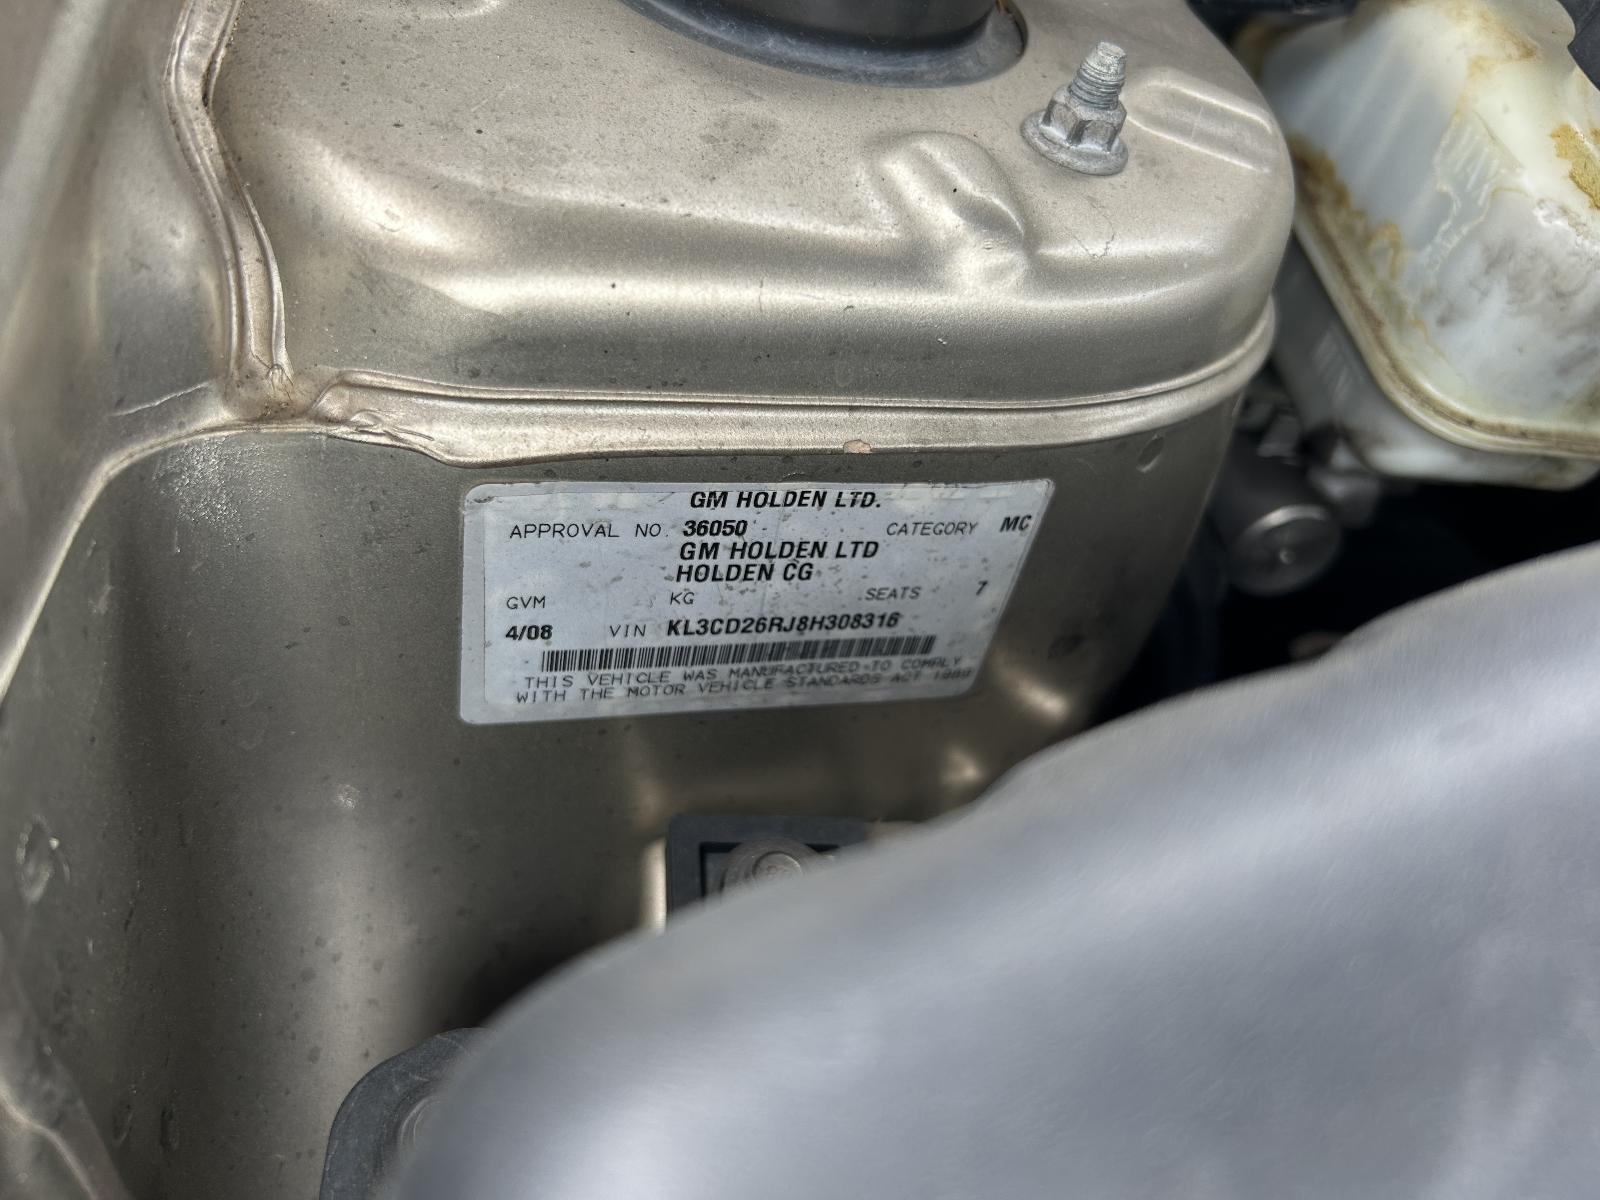 GM HOLDEN LTD.
APPROVAL NO. 36050 CATEGORY MC
GM HOLDEN LTD
HOLDEN CG
GVM KG SEATS 7
4/08 VIN KL3CD26RJ8H308316
THIS VEHICLE WAS MANUFACTURED TO COMPLY
WITH THE MOTOR VEHICLE STANDARDS ACT 1989